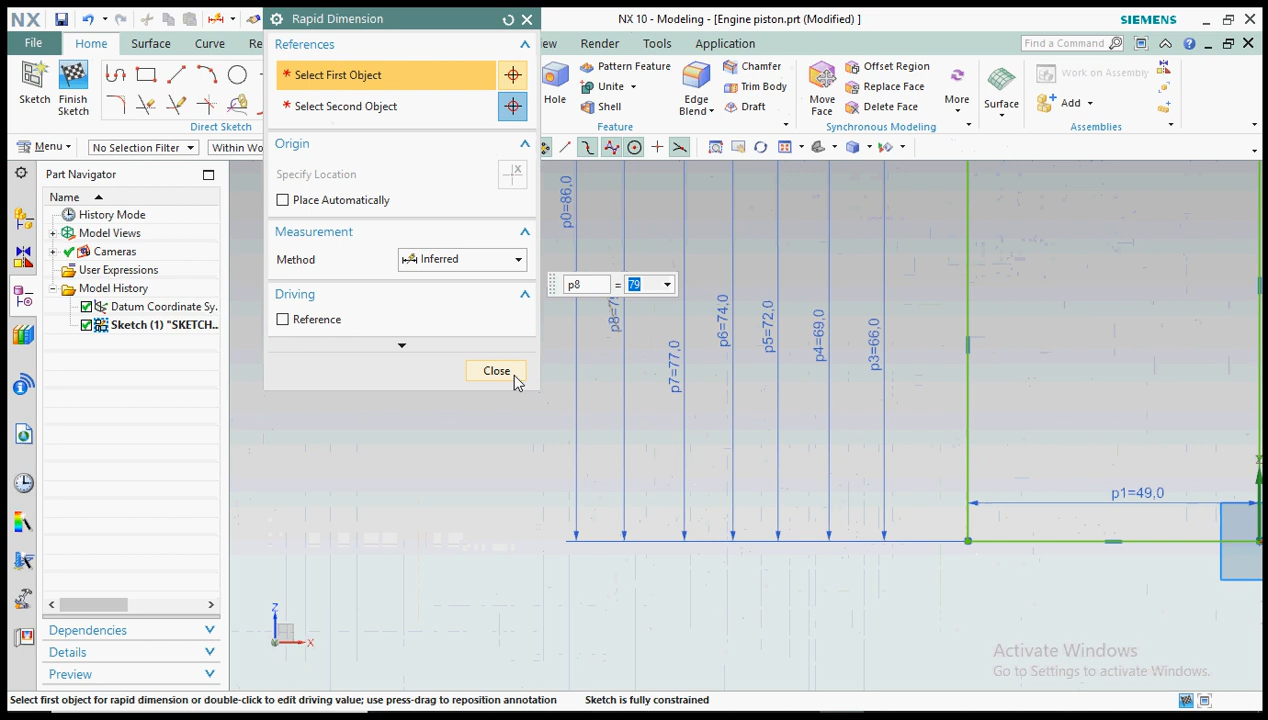 NX
Rapid Dimension
NX 10 - Modeling - [Engine piston.prt (Modified) ]
SIEMENS
File
Home
Surface
Curve
Re
ew
Render
Tools
Application
Find a Command
Sketch
Finish Sketch
Direct Sketch
References
Select First Object
Select Second Object
Origin
Specify Location
Place Automatically
Measurement
Method
Inferred
Driving
Reference
Close
Hole
Pattern Feature
Unite
Shell
Edge Blend
Chamfer
Trim Body
Draft
Feature
Move Face
Offset Region
Replace Face
Delete Face
More
Synchronous Modeling
Surface
Work on Assembly
Add
Assemblies
Menu
No Selection Filter
Within Wo
Part Navigator
Name
History Mode
Model Views
Cameras
User Expressions
Model History
Datum Coordinate Sy.
Sketch (1) "SKETCH...
Dependencies
Details
Preview
p8 = 79
p0=86,0
p7=77,0
p6=74,0
p5=72,0
p4=69,0
p3=66,0
p1=49,0
Y
Z
X
Activate Windows
Go to Settings to activate Windows.
Select first object for rapid dimension or double-click to edit driving value; use press-drag to reposition annotation
Sketch is fully constrained